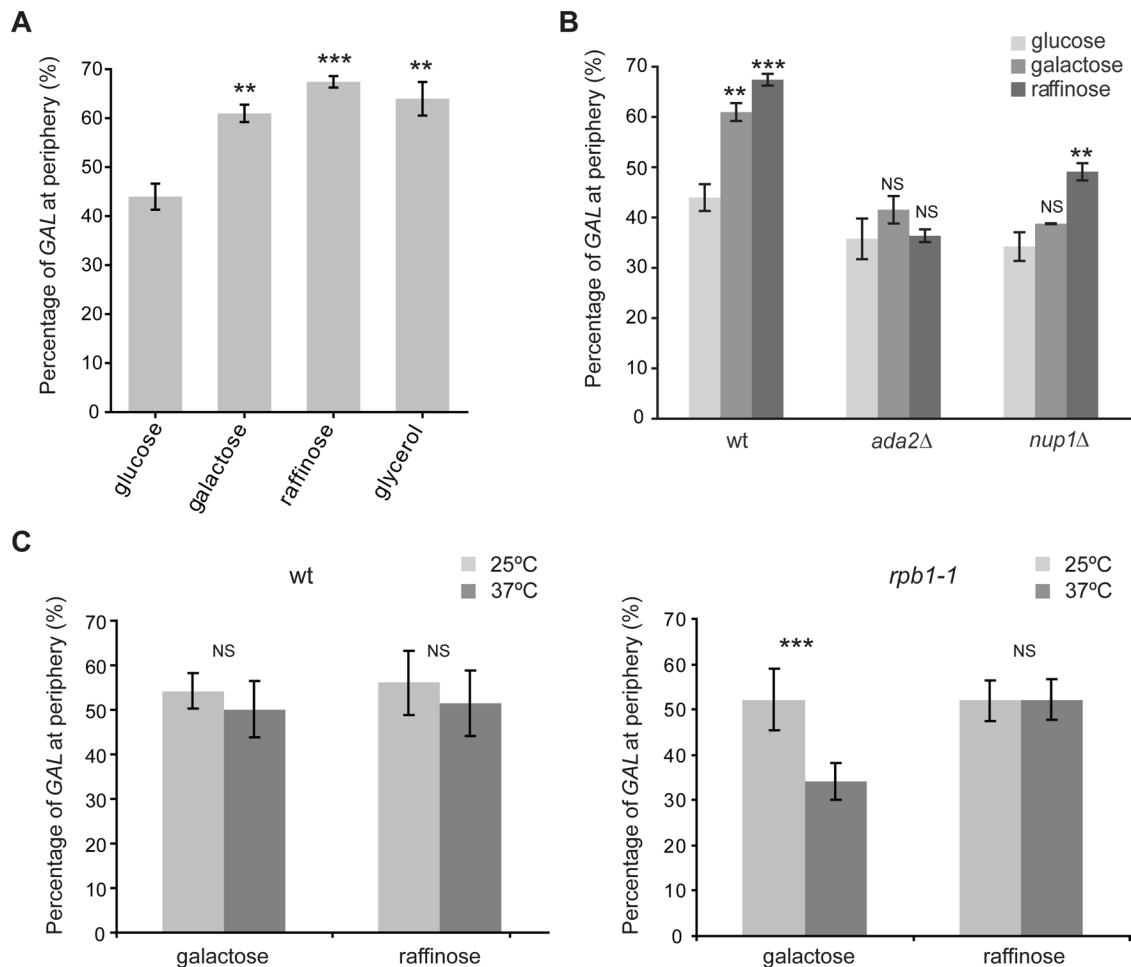 A
Percentage of GAL at periphery (%)
70
60
50
40
30
20
10
0
**
***
**
glucose
galactose
raffinose
glycerol
B
glucose
galactose
raffinose
Percentage of GAL at periphery (%)
70
60
50
40
30
20
10
0
**
***
NS
NS
NS
**
wt
ada2Δ
nup1Δ
C
wt
25ºC
37ºC
Percentage of GAL at periphery (%)
70
60
50
40
30
20
10
0
NS
NS
galactose
raffinose
rpb1-1
25ºC
37ºC
Percentage of GAL at periphery (%)
70
60
50
40
30
20
10
0
***
NS
galactose
raffinose